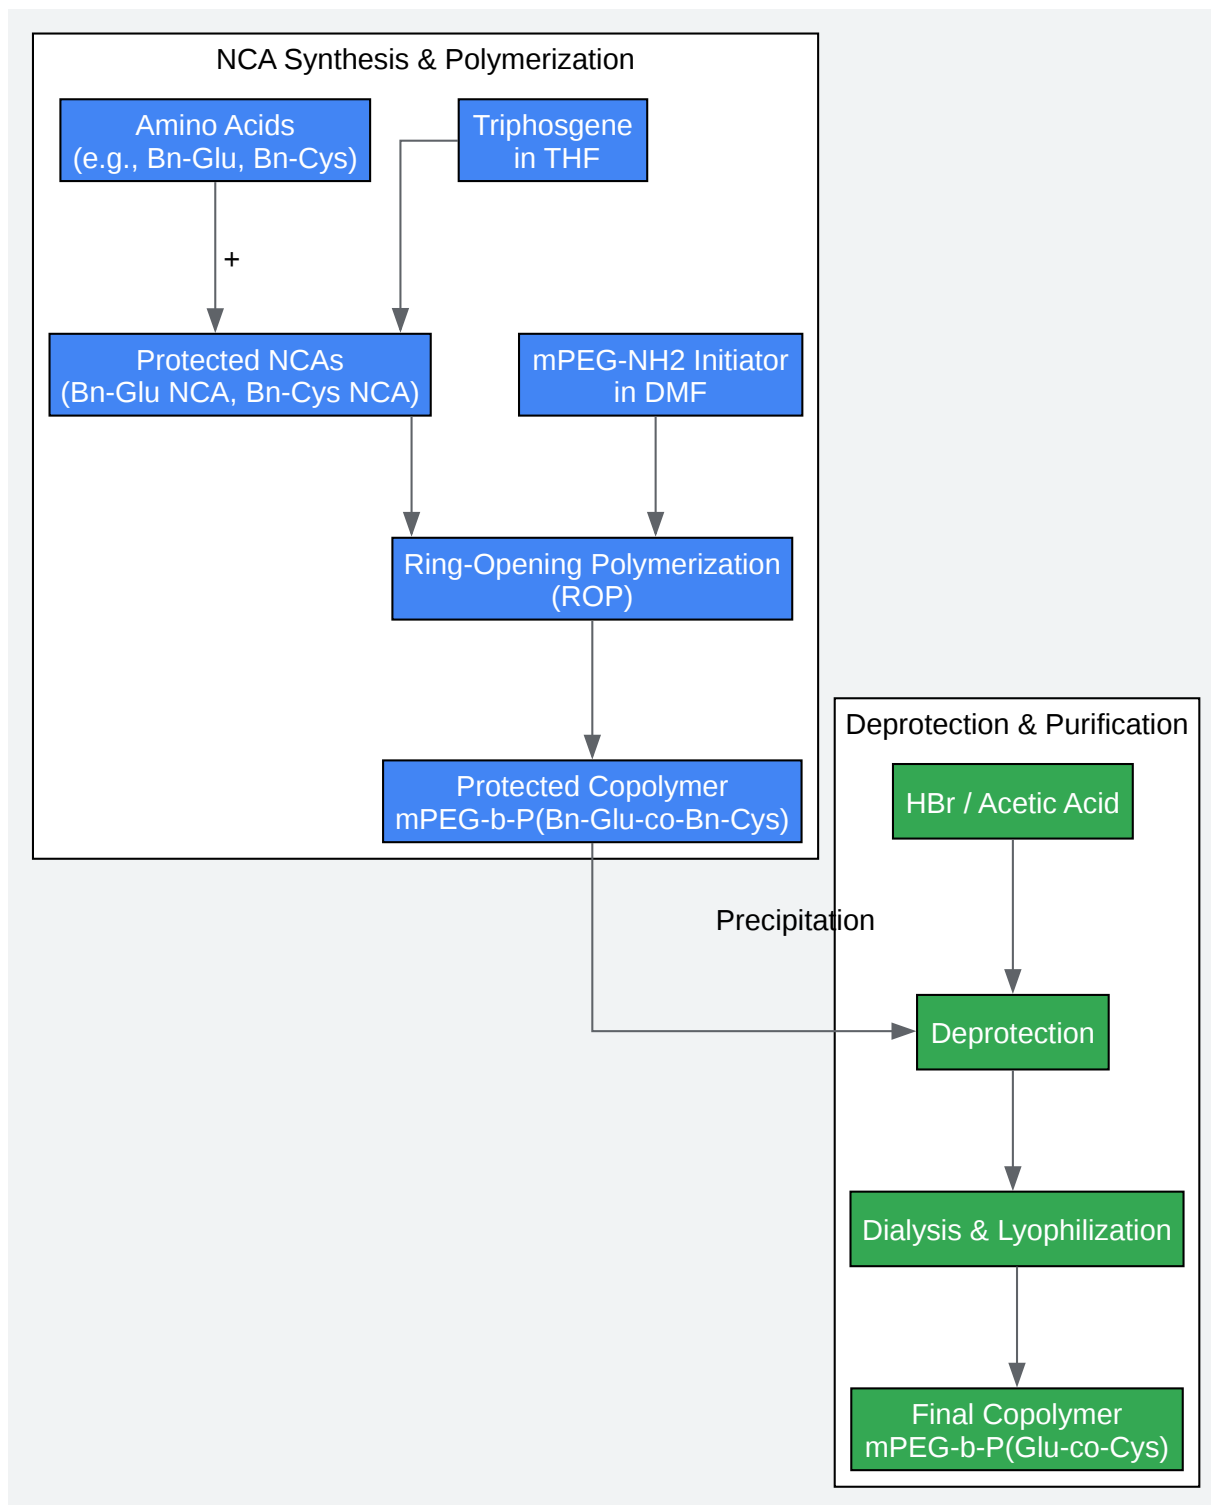 NCA Synthesis & Polymerization
Amino Acids
(e.g., Bn-Glu, Bn-Cys)
Triphosgene
in THF
+
Protected NCAs
(Bn-Glu NCA, Bn-Cys NCA)
mPEG-NH2 Initiator
in DMF
Ring-Opening Polymerization
(ROP)
Protected Copolymer
mPEG-b-P(Bn-Glu-co-Bn-Cys)
Precipitation
Deprotection & Purification
HBr / Acetic Acid
Deprotection
Dialysis & Lyophilization
Final Copolymer
mPEG-b-P(Glu-co-Cys)